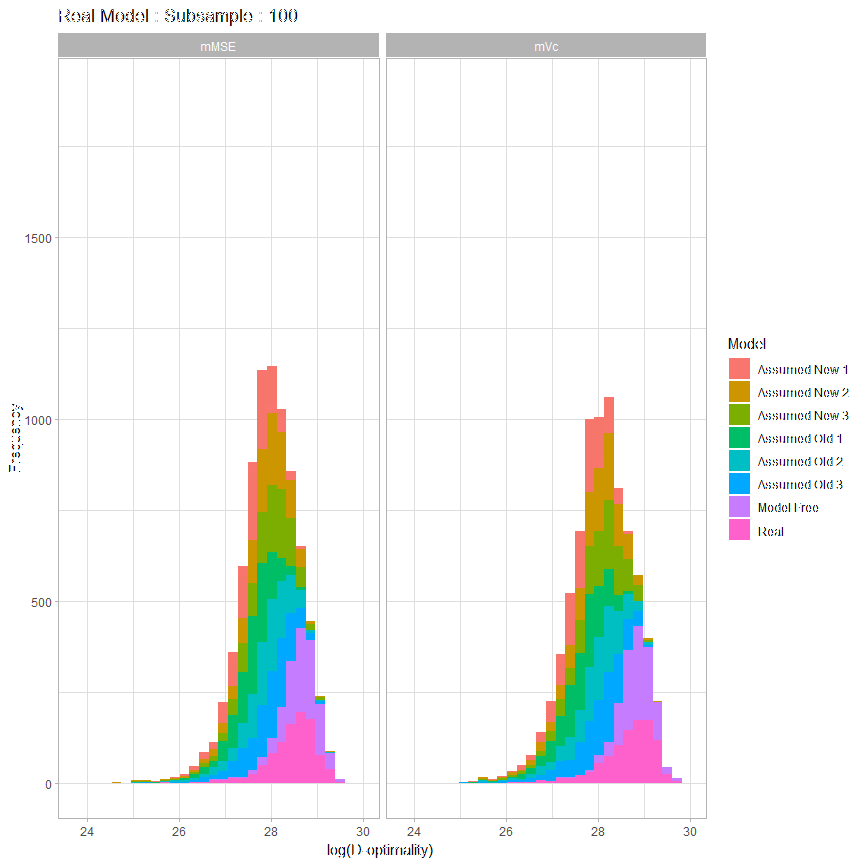 Real Model : Subsample : 100
mMSE
mVc
Frequency
1500
1000
500
0
24
26
28
30
24
26
28
30
log(D-optimality)
Model
Assumed New 1
Assumed New 2
Assumed New 3
Assumed Old 1
Assumed Old 2
Assumed Old 3
Model Free
Real